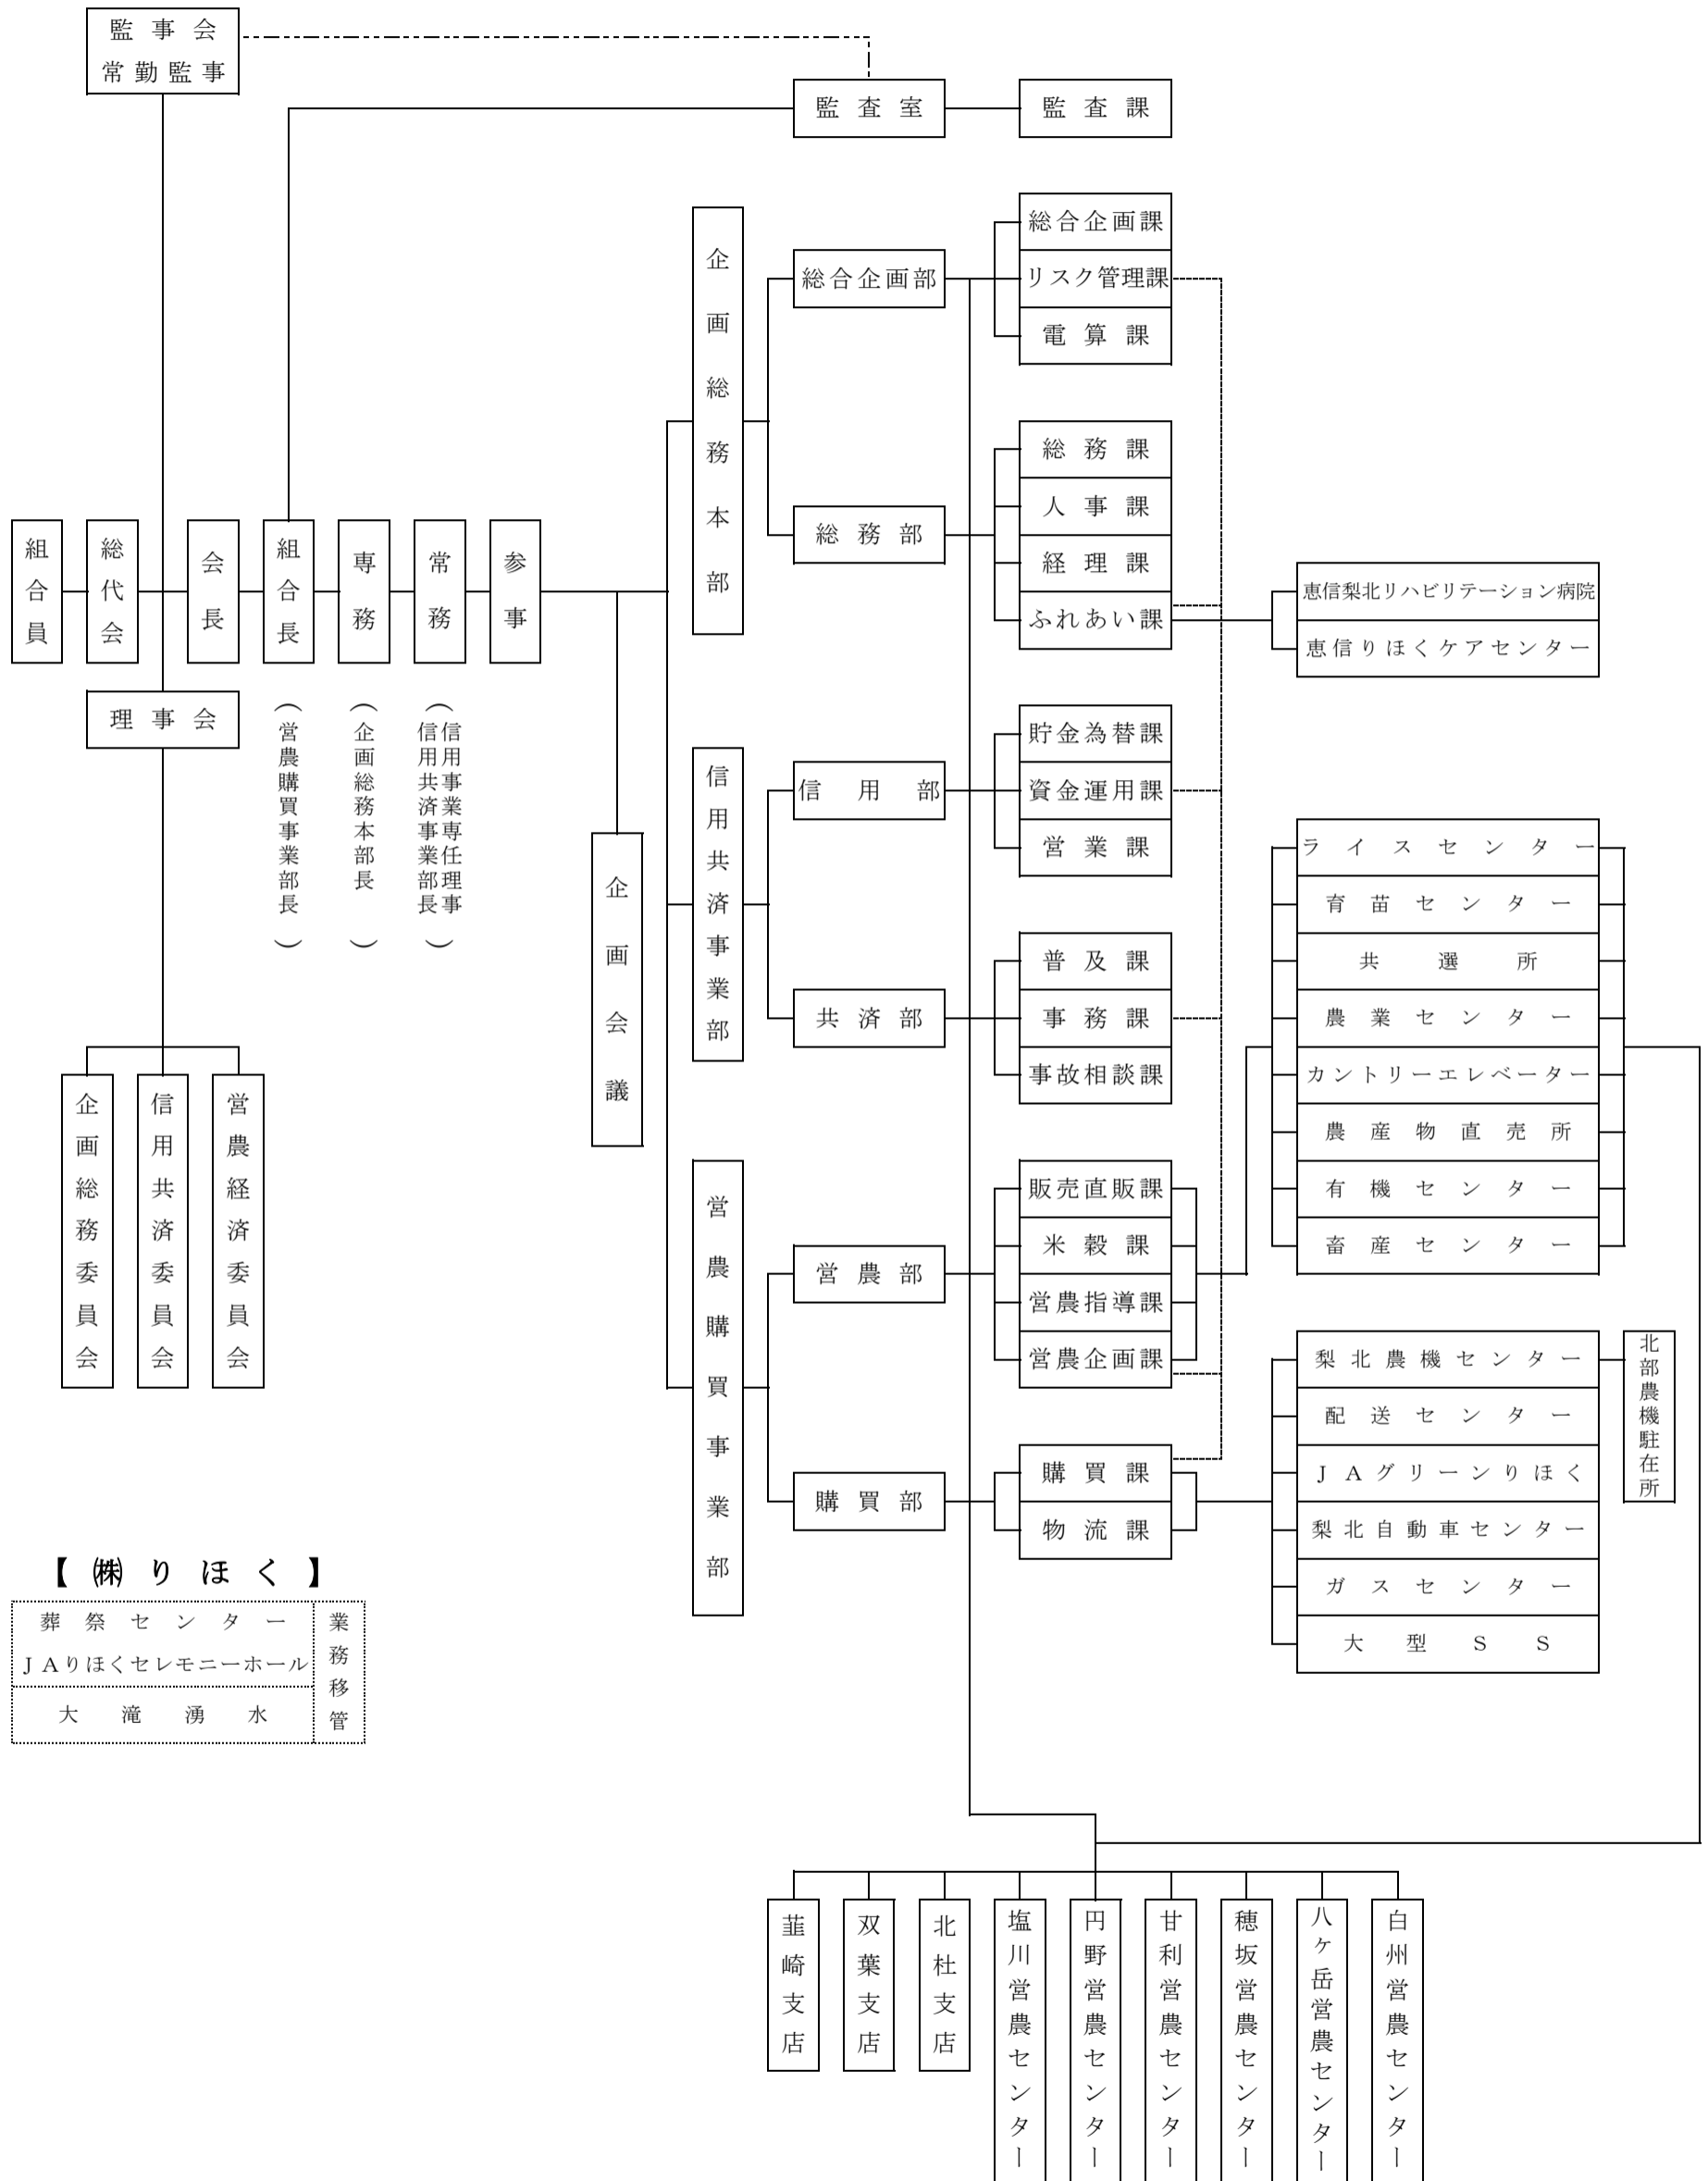 監事会
常勤監事
監査室
監査課
総合企画課
リスク管理課
電算課
企画総務本部
総合企画部
総務課
人事課
経理課
ふれあい課
総務部
組合員
総代会
会長
組合長
専務
常務
参事
恵信梨北リハビリテーション病院
恵信りほくケアセンター
理事会
（営農購買事業部長）
（企画総務本部長）
（信用事業専任理事
信用共済事業部長）
企画会議
信用共済事業部
信用部
貯金為替課
資金運用課
営業課
共済部
普及課
事務課
事故相談課
ライスセンター
育苗センター
共選所
農業センター
カントリーエレベーター
農産物直売所
有機センター
畜産センター
企画総務委員会
信用共済委員会
営農経済委員会
営農購買事業部
営農部
販売直販課
米穀課
営農指導課
営農企画課
購買部
購買課
物流課
梨北農機センター
配送センター
ＪＡグリーンりほく
梨北自動車センター
ガスセンター
大型ＳＳ
北部農機駐在所
【㈱りほく】
葬祭センター
ＪＡりほくセレモニーホール
大滝湧水
業務移管
韮崎支店
双葉支店
北杜支店
塩川営農センター
円野営農センター
甘利営農センター
穂坂営農センター
八ヶ岳営農センター
白州営農センター